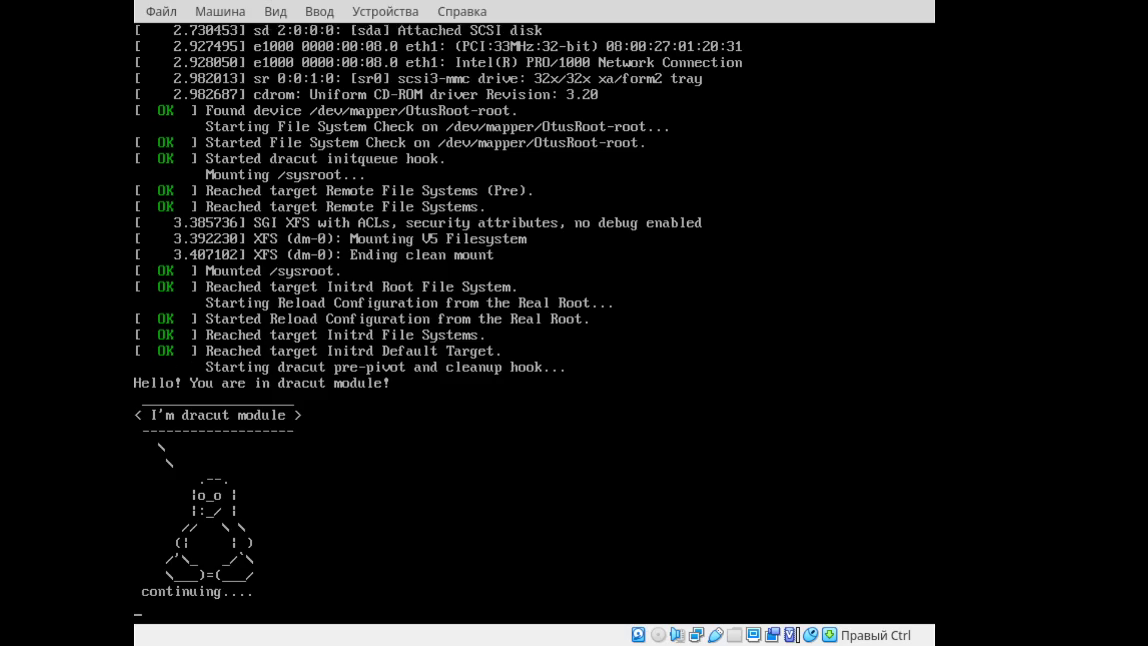 Файл Машина Вид Ввод Устройства Справка
[    2.730453] sd 2:0:0:0: [sda] Attached SCSI disk
[    2.927495] e1000 0000:00:08.0 eth1: (PCI:33MHz:32-bit) 08:00:27:01:20:31
[    2.928050] e1000 0000:00:08.0 eth1: Intel(R) PRO/1000 Network Connection
[    2.982013] sr 0:0:1:0: [sr0] scsi3-mmc drive: 32x/32x xa/form2 tray
[    2.982687] cdrom: Uniform CD-ROM driver Revision: 3.20
[  OK  ] Found device /dev/mapper/OtusRoot-root.
         Starting File System Check on /dev/mapper/OtusRoot-root...
[  OK  ] Started File System Check on /dev/mapper/OtusRoot-root.
[  OK  ] Started dracut initqueue hook.
         Mounting /sysroot...
[  OK  ] Reached target Remote File Systems (Pre).
[  OK  ] Reached target Remote File Systems.
[    3.385736] SGI XFS with ACLs, security attributes, no debug enabled
[    3.392230] XFS (dm-0): Mounting V5 Filesystem
[    3.407102] XFS (dm-0): Ending clean mount
[  OK  ] Mounted /sysroot.
[  OK  ] Reached target Initrd Root File System.
         Starting Reload Configuration from the Real Root...
[  OK  ] Started Reload Configuration from the Real Root.
[  OK  ] Reached target Initrd File Systems.
[  OK  ] Reached target Initrd Default Target.
         Starting dracut pre-pivot and cleanup hook...
Hello! You are in dracut module!
 ___________________
< I'm dracut module >
 -------------------
   \
    \
        .--.
       |o_o |
       |:_/ |
      //   \ \
     (|     | )
    /'\_   _/`\
    \___)=(___/
 continuing....
_
Правый Ctrl